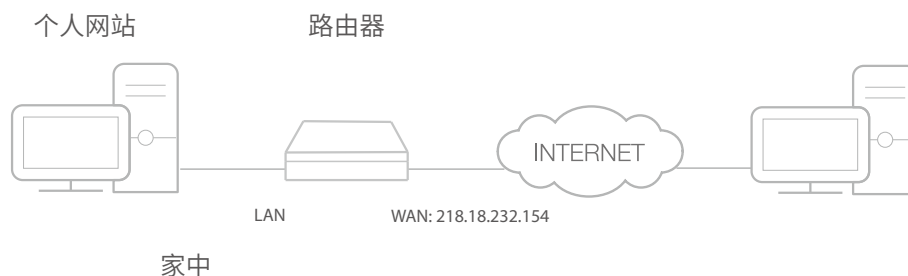 个人网站
路由器
INTERNET
LAN
WAN: 218.18.232.154
家中